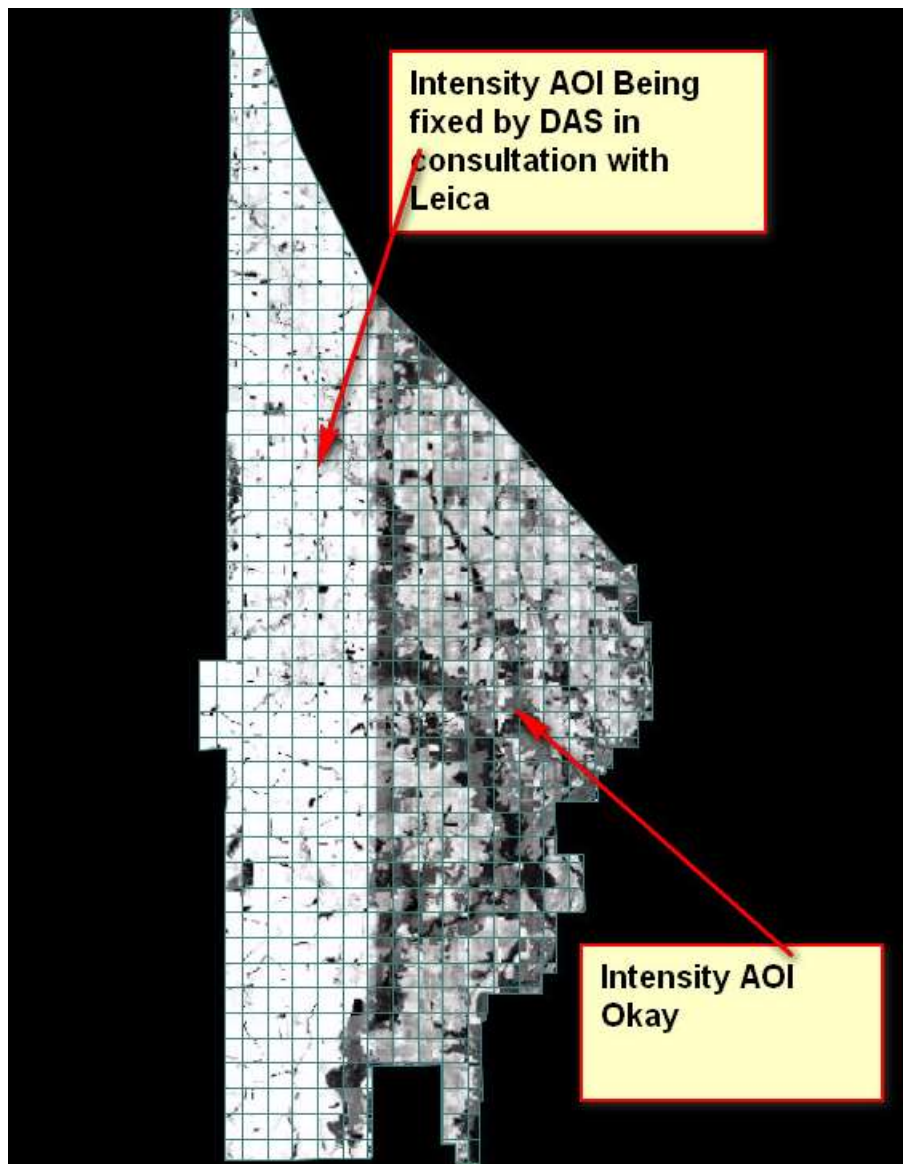 Intensity AOI Being
fixed by DAS in
consultation with
Leica
Intensity AOI
Okay